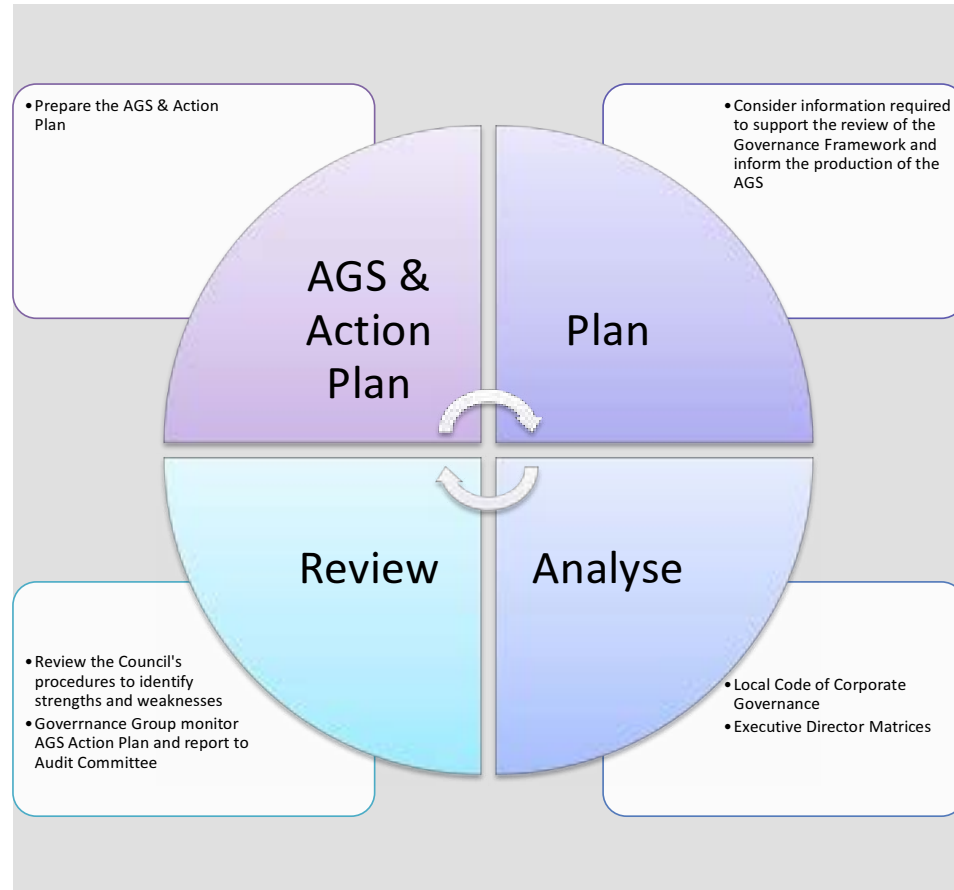 •Prepare the AGS & Action
Plan
•Consider information required
to support the review of the
Governance Framework and
inform the production of the
AGS
AGS &
Action
Plan
Plan
Review
Analyse
•Review the Council's
procedures to identify
strengths and weaknesses
•Goverrnance Group monitor
AGS Action Plan and report to
Audit Committee
•Local Code of Corporate
Governance
•Executive Director Matrices